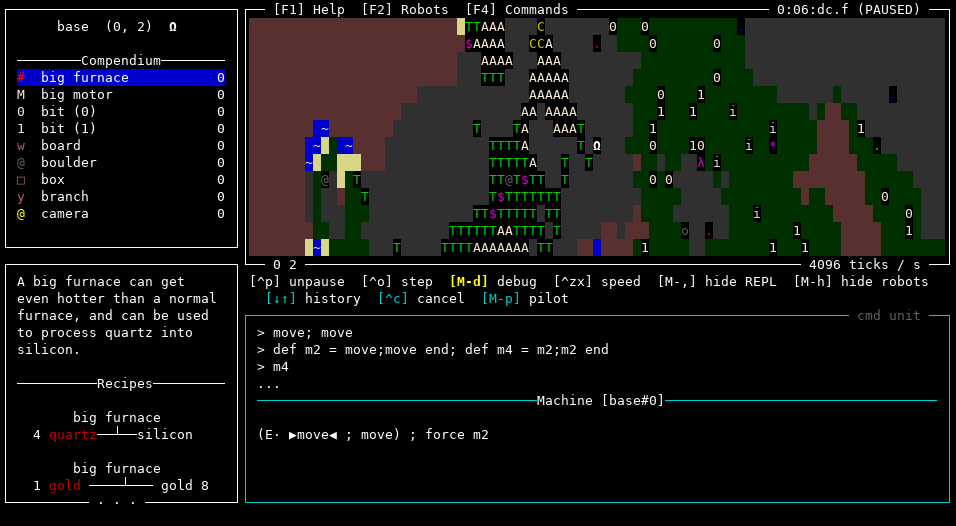 [F1] Help [F2] Robots [F4] Commands 0:06:dc.f (PAUSED)
base (0, 2) Ω
Compendium
# big furnace 0
M big motor 0
0 bit (0) 0
1 bit (1) 0
w board 0
@ boulder 0
□ box 0
y branch 0
@ camera 0
TTAAA C 0 0
$AAAA CCA . 0 0
AAAA AAA
TTT AAAAA 0
AAAAA 0 1 .
AA AAAA 1 1 i
~ T TA AAAT 1 i 1
~ ~ TTTTA T Ω 0 10 i * .
~ TTTTTA T T λ i
@ T TT@T$TT T 0 0
T T$TTTTTTT 0
TT$TTTTT TT i 0
TTTTTTAATTTT T o . 1 1
~ T TTTTAAAAAAA TT 1 1 1
0 2 4096 ticks / s
[^p] unpause [^o] step [M-d] debug [^zx] speed [M-,] hide REPL [M-h] hide robots
[↓↑] history [^c] cancel [M-p] pilot
A big furnace can get
even hotter than a normal
furnace, and can be used
to process quartz into
silicon.
Recipes
big furnace
4 quartz silicon
big furnace
1 gold gold 8
. . .
cmd unit
> move; move
> def m2 = move;move end; def m4 = m2;m2 end
> m4
...
Machine [base#0]
(E· ▶move◀ ; move) ; force m2